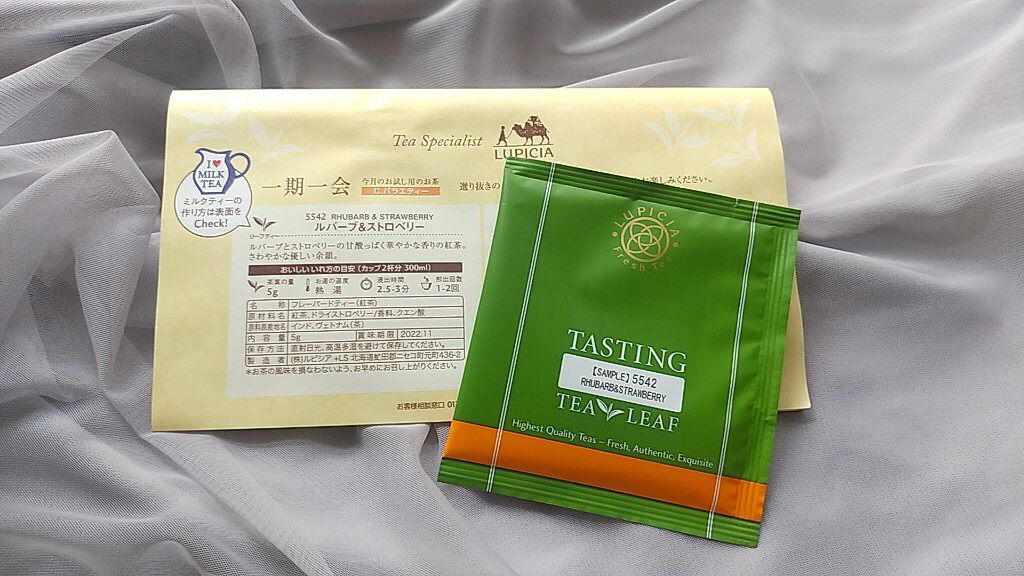 Tea Specialist
LUPICIA
I ♥
MILK
TEA
ミルクティーの
作り方は表面を
Check!
一期一会
今月のお試し用のお茶
C.バラエティー
選り抜きの
お楽しみください。
5542 RHUBARB & STRAWBERRY
ルバーブ&ストロベリー
リーフティー
ルバーブとストロベリーの甘酸っぱく華やかな香りの紅茶。
さわやかな優しい余韻。
おいしいいれ方の目安 (カップ2杯分 300ml)
茶葉の量 お湯の温度 浸出時間 煎出回数
5g 熱湯 2.5-3分 1-2回
名称 フレーバードティー(紅茶)
原材料名 紅茶、ドライストロベリー/香料、クエン酸
原料原産地名 インド、ヴェトナム(茶)
内容量 5g 賞味期限 2022.11
保存方法 直射日光、高温多湿を避けて保存してください。
製造者 (株)ルピシア +LS 北海道虻田郡ニセコ町元町436-2
*お茶の風味を損なわないよう、お早めにお召し上がりください。
お客様相談窓口 017
LUPICIA
Fresh Tea
TASTING
【SAMPLE】5542
RHUBARB&STRAWBERRY
TEA LEAF
Highest Quality Teas – Fresh, Authentic, Exquisite